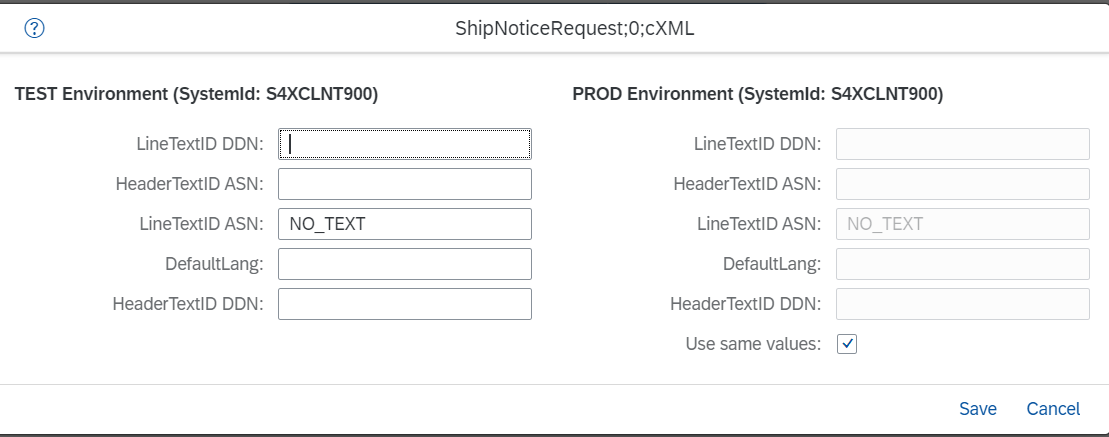 ShipNoticeRequest;0;cXML
TEST Environment (SystemId: S4XCLNT900)
LineTextID DDN:
HeaderTextID ASN:
LineTextID ASN: NO_TEXT
DefaultLang:
HeaderTextID DDN:
PROD Environment (SystemId: S4XCLNT900)
LineTextID DDN:
HeaderTextID ASN:
LineTextID ASN: NO_TEXT
DefaultLang:
HeaderTextID DDN:
Use same values:
Save Cancel